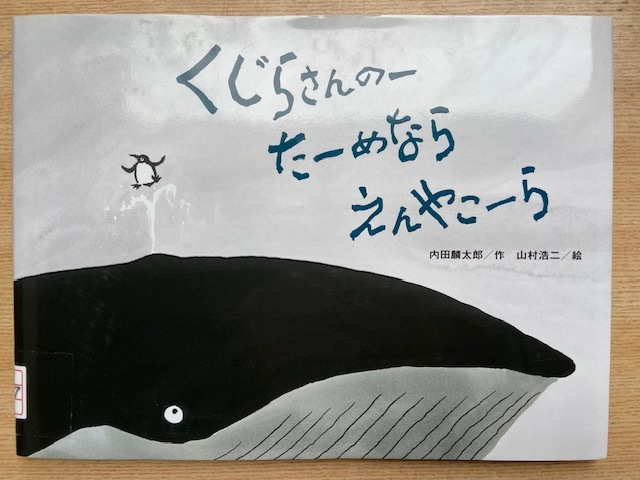 くじらさんのー
たーめなら
えんやこーら
内田麟太郎／作　山村浩二／絵
7